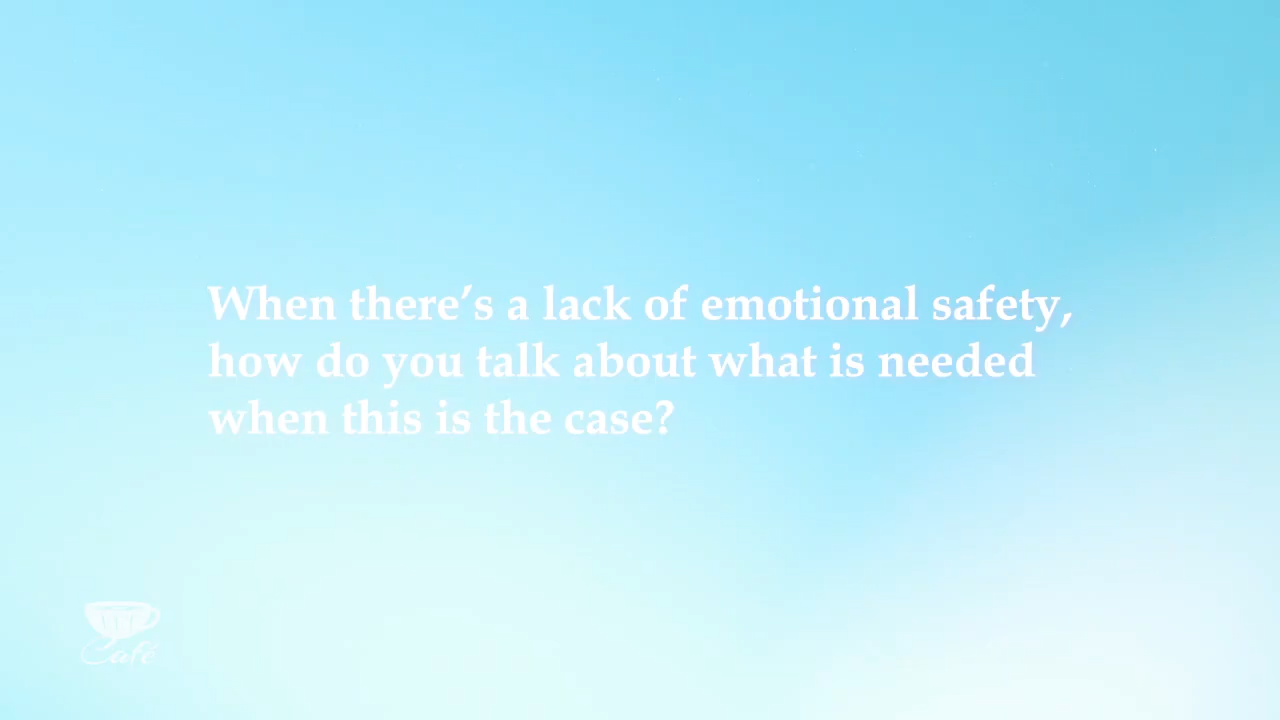 When there’s a lack of emotional safety,
how do you talk about what is needed
when this is the case?
Café